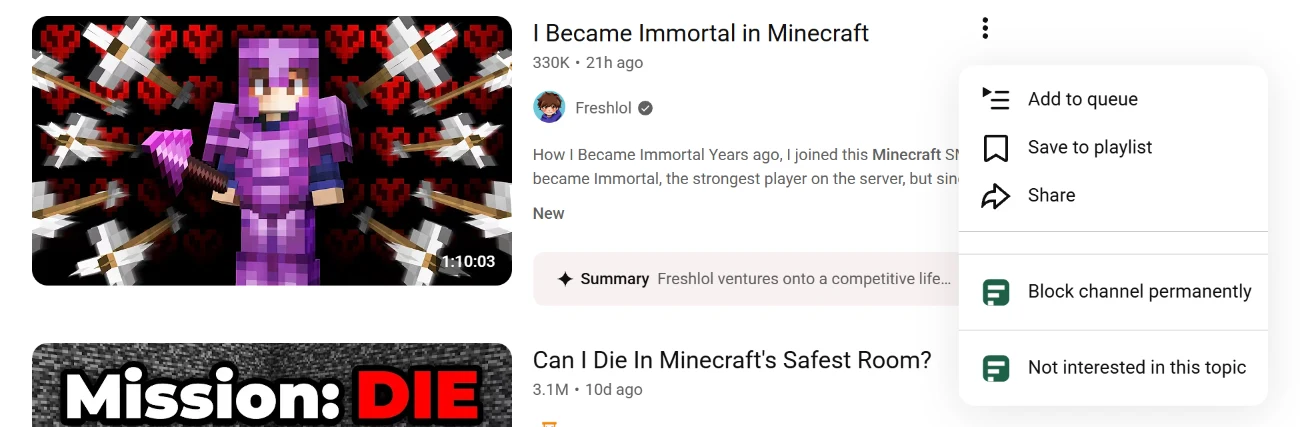 I Became Immortal in Minecraft
330K • 21h ago
Freshlol
How I Became Immortal Years ago, I joined this Minecraft
became Immortal, the strongest player on the server, but
New
1:10:03
Summary Freshlol ventures onto a competitive life...
Add to queue
Save to playlist
Share
Block channel permanently
Not interested in this topic
Mission: DIE
Can I Die In Minecraft's Safest Room?
3.1M • 10d ago